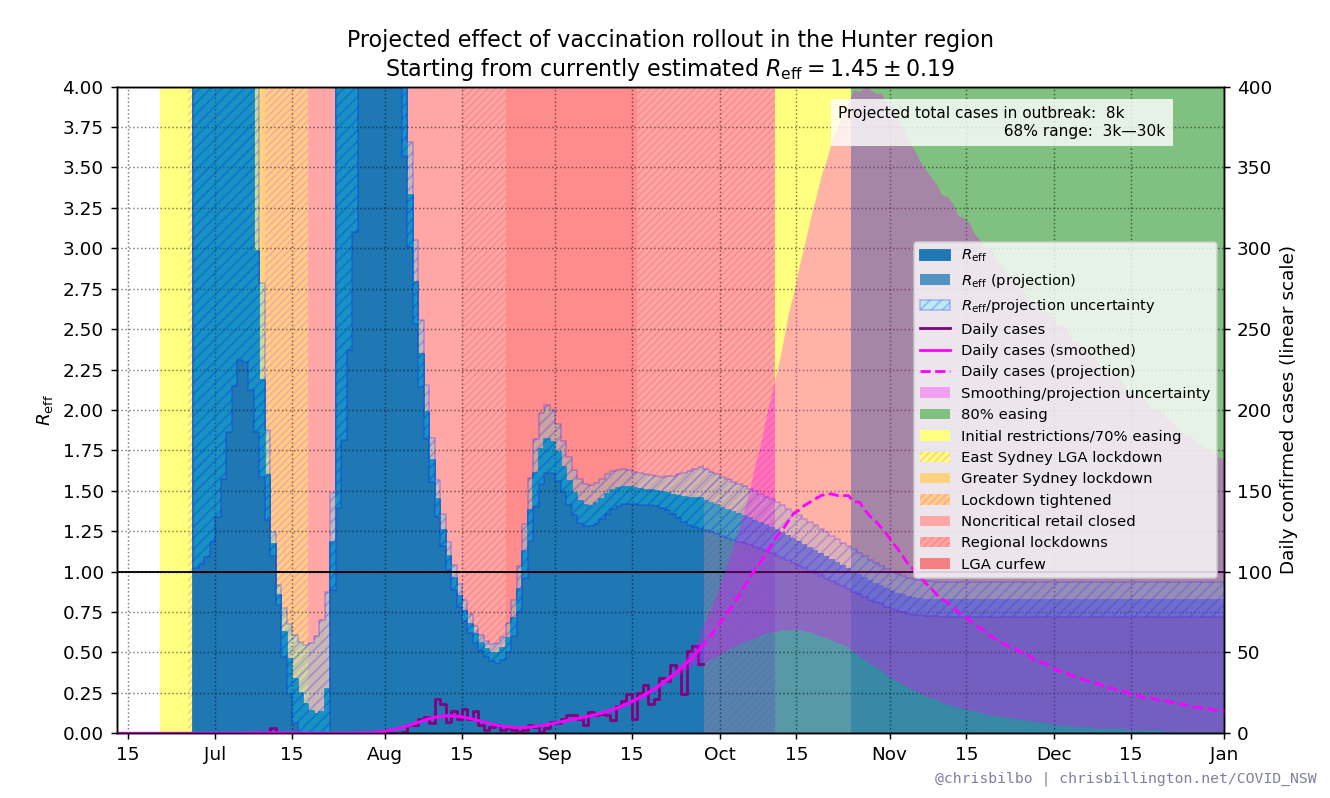 Projected effect of vaccination rollout in the Hunter region
Starting from currently estimated R_eff = 1.45 ± 0.19
4.00
3.75
3.50
3.25
3.00
2.75
2.50
2.25
2.00
1.75
1.50
1.25
1.00
0.75
0.50
0.25
0.00
R_eff
Projected total cases in outbreak: 8k
68% range: 3k—30k
R_eff
R_eff (projection)
R_eff/projection uncertainty
Daily cases
Daily cases (smoothed)
Daily cases (projection)
Smoothing/projection uncertainty
80% easing
Initial restrictions/70% easing
East Sydney LGA lockdown
Greater Sydney lockdown
Lockdown tightened
Noncritical retail closed
Regional lockdowns
LGA curfew
400
350
300
250
200
150
100
50
0
Daily confirmed cases (linear scale)
15 Jul 15 Aug 15 Sep 15 Oct 15 Nov 15 Dec 15 Jan
@chrisbilbo | chrisbillington.net/COVID_NSW